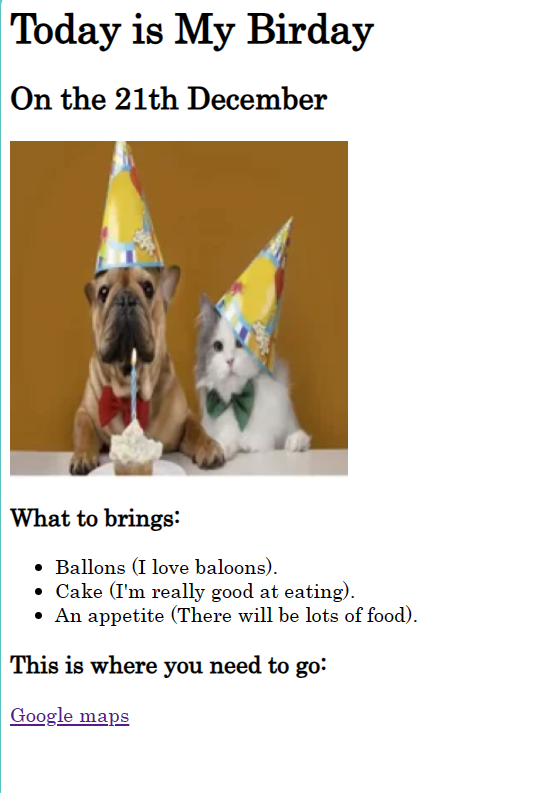 Today is My Birday
On the 21th December
What to brings:
Ballons (I love baloons).
Cake (I'm really good at eating).
An appetite (There will be lots of food).
This is where you need to go:
Google maps